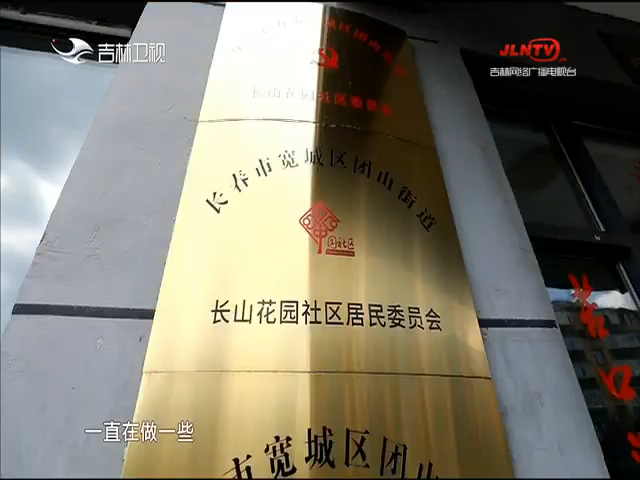 吉林卫视
JLNTV
吉林网络广播电视台
长山花园社区委员会
长春市宽城区团山街道
中国社区
长山花园社区居民委员会
市宽城区团山
一直在做一些